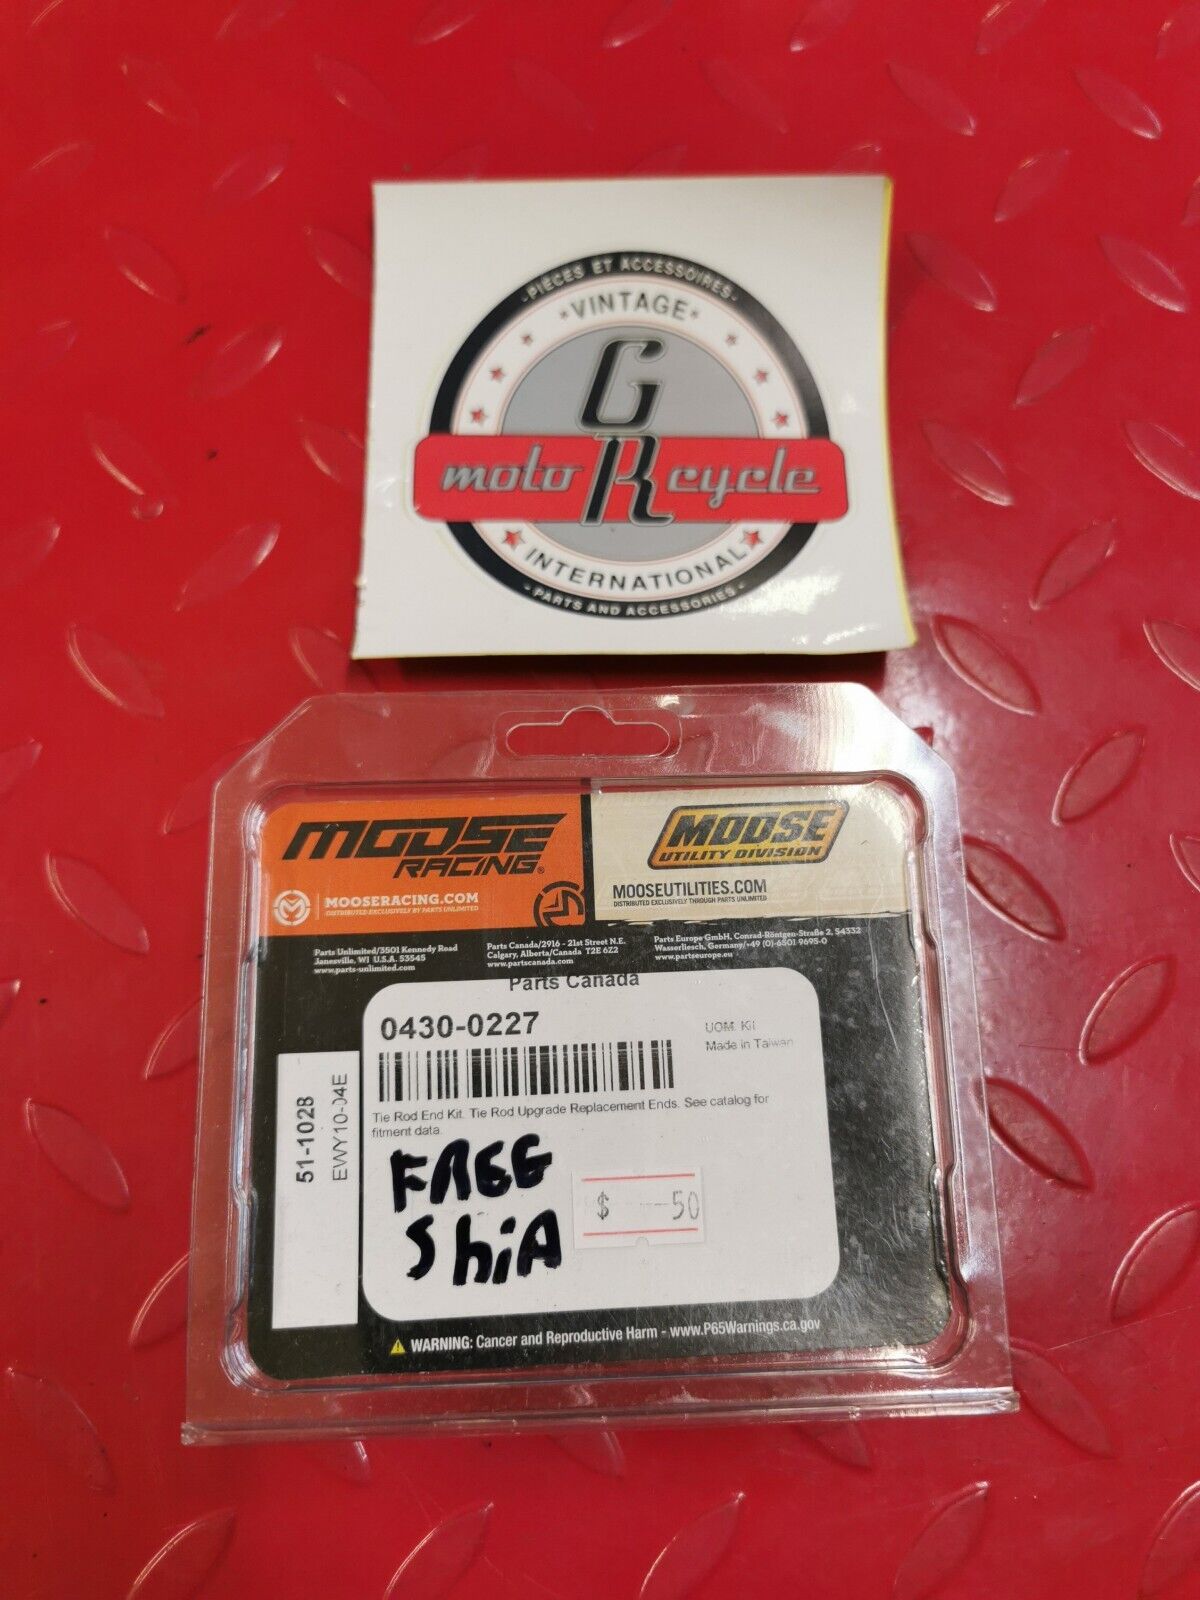 ·PIÈCES ET ACCESSOIRES·
*VINTAGE*
G
moto R cycle
INTERNATIONAL
·PARTS AND ACCESSORIES·
MOOSE
RACING®
MOOSERACING.COM
DISTRIBUTED EXCLUSIVELY BY PARTS UNLIMITED
MOOSE
UTILITY DIVISION
MOOSEUTILITIES.COM
DISTRIBUTED EXCLUSIVELY THROUGH PARTS UNLIMITED
Parts Unlimited/3501 Kennedy Road
Janesville, WI U.S.A. 53545
www.parts-unlimited.com
Parts Canada/2916 - 21st Street N.E.
Calgary, Alberta/Canada T2E 6Z2
www.partscanada.com
Parts Europe GmbH, Conrad-Röntgen-Straße 2, 54332
Wasserliesch, Germany/+49 (0)-6501 9695-0
www.partseurope.eu
Parts Canada
0430-0227
UOM: Kit
Made in Taiwan
Tie Rod End Kit. Tie Rod Upgrade Replacement Ends. See catalog for
fitment data.
51-1028
EWY10-04E
FREE
ShiP
$ --50
WARNING: Cancer and Reproductive Harm - www.P65Warnings.ca.gov